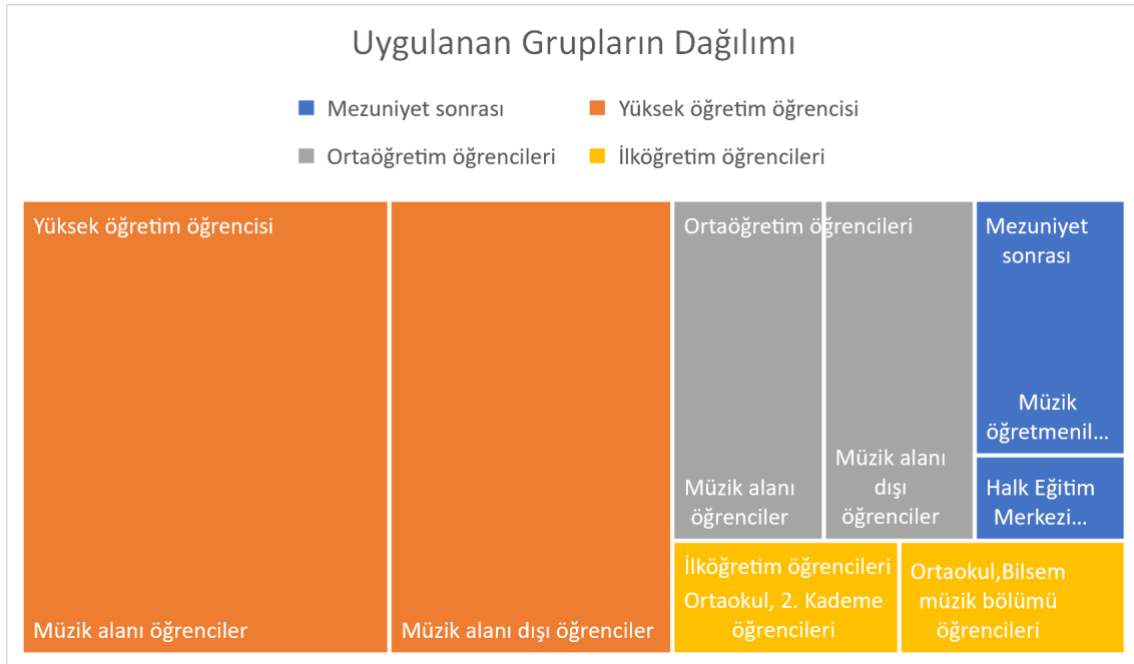 Uygulanan Grupların Dağılımı
Mezuniyet sonrası
Yüksek öğretim öğrencisi
Ortaöğretim öğrencileri
İlköğretim öğrencileri
Yüksek öğretim öğrencisi
Müzik alanı öğrenciler
Müzik alanı dışı öğrenciler
Ortaöğretim öğrencileri
Müzik alanı
öğrenciler
Müzik alanı
dışı
öğrenciler
Mezuniyet
sonrası
Müzik
öğretmenil...
Halk Eğitim
Merkezi...
İlköğretim öğrencileri
Ortaokul, 2. Kademe
öğrencileri
Ortaokul,Bilsem
müzik bölümü
öğrencileri